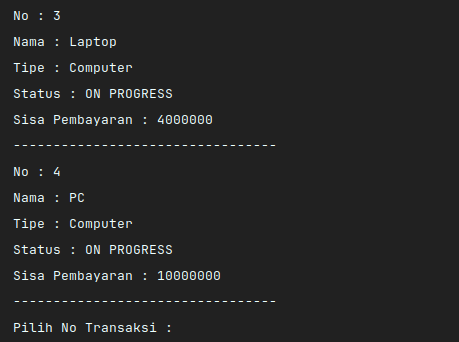 No : 3
Nama : Laptop
Tipe : Computer
Status : ON PROGRESS
Sisa Pembayaran : 4000000
---------------------------------
No : 4
Nama : PC
Tipe : Computer
Status : ON PROGRESS
Sisa Pembayaran : 10000000
---------------------------------
Pilih No Transaksi :